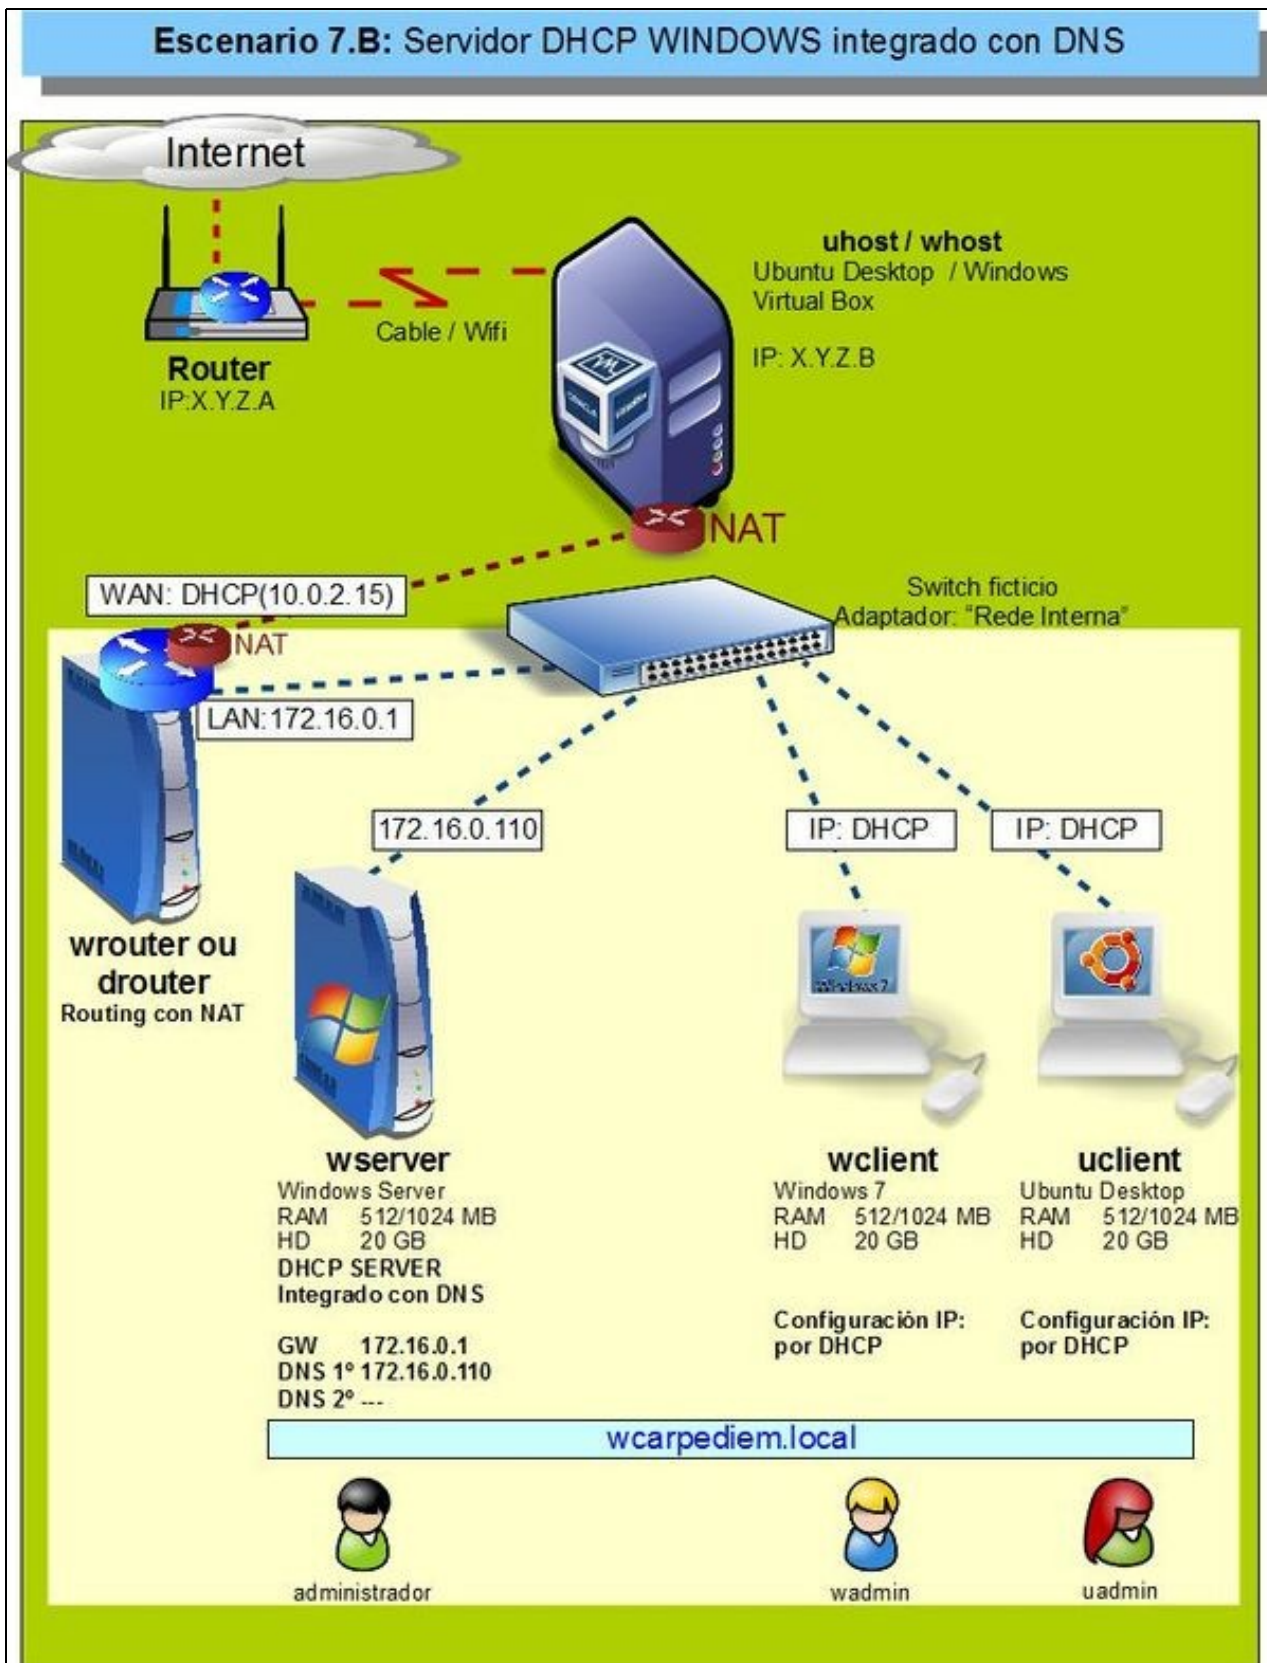 Escenario 7.B: Servidor DHCP WINDOWS integrado con DNS
Internet
uhost / whost
Ubuntu Desktop / Windows
Virtual Box
IP: X.Y.Z.B
Cable / Wifi
Router
IP:X.Y.Z.A
NAT
WAN: DHCP(10.0.2.15)
Switch ficticio
Adaptador: “Rede Interna”
NAT
LAN:172.16.0.1
172.16.0.110
IP: DHCP
IP: DHCP
wrouter ou
drouter
Routing con NAT
Windows 7
wserver
Windows Server
RAM 512/1024 MB
HD 20 GB
DHCP SERVER
Integrado con DNS
GW 172.16.0.1
DNS 1º 172.16.0.110
DNS 2º ---
wclient
Windows 7
RAM 512/1024 MB
HD 20 GB
Configuración IP:
por DHCP
uclient
Ubuntu Desktop
RAM 512/1024 MB
HD 20 GB
Configuración IP:
por DHCP
wcarpediem.local
administrador
wadmin
uadmin